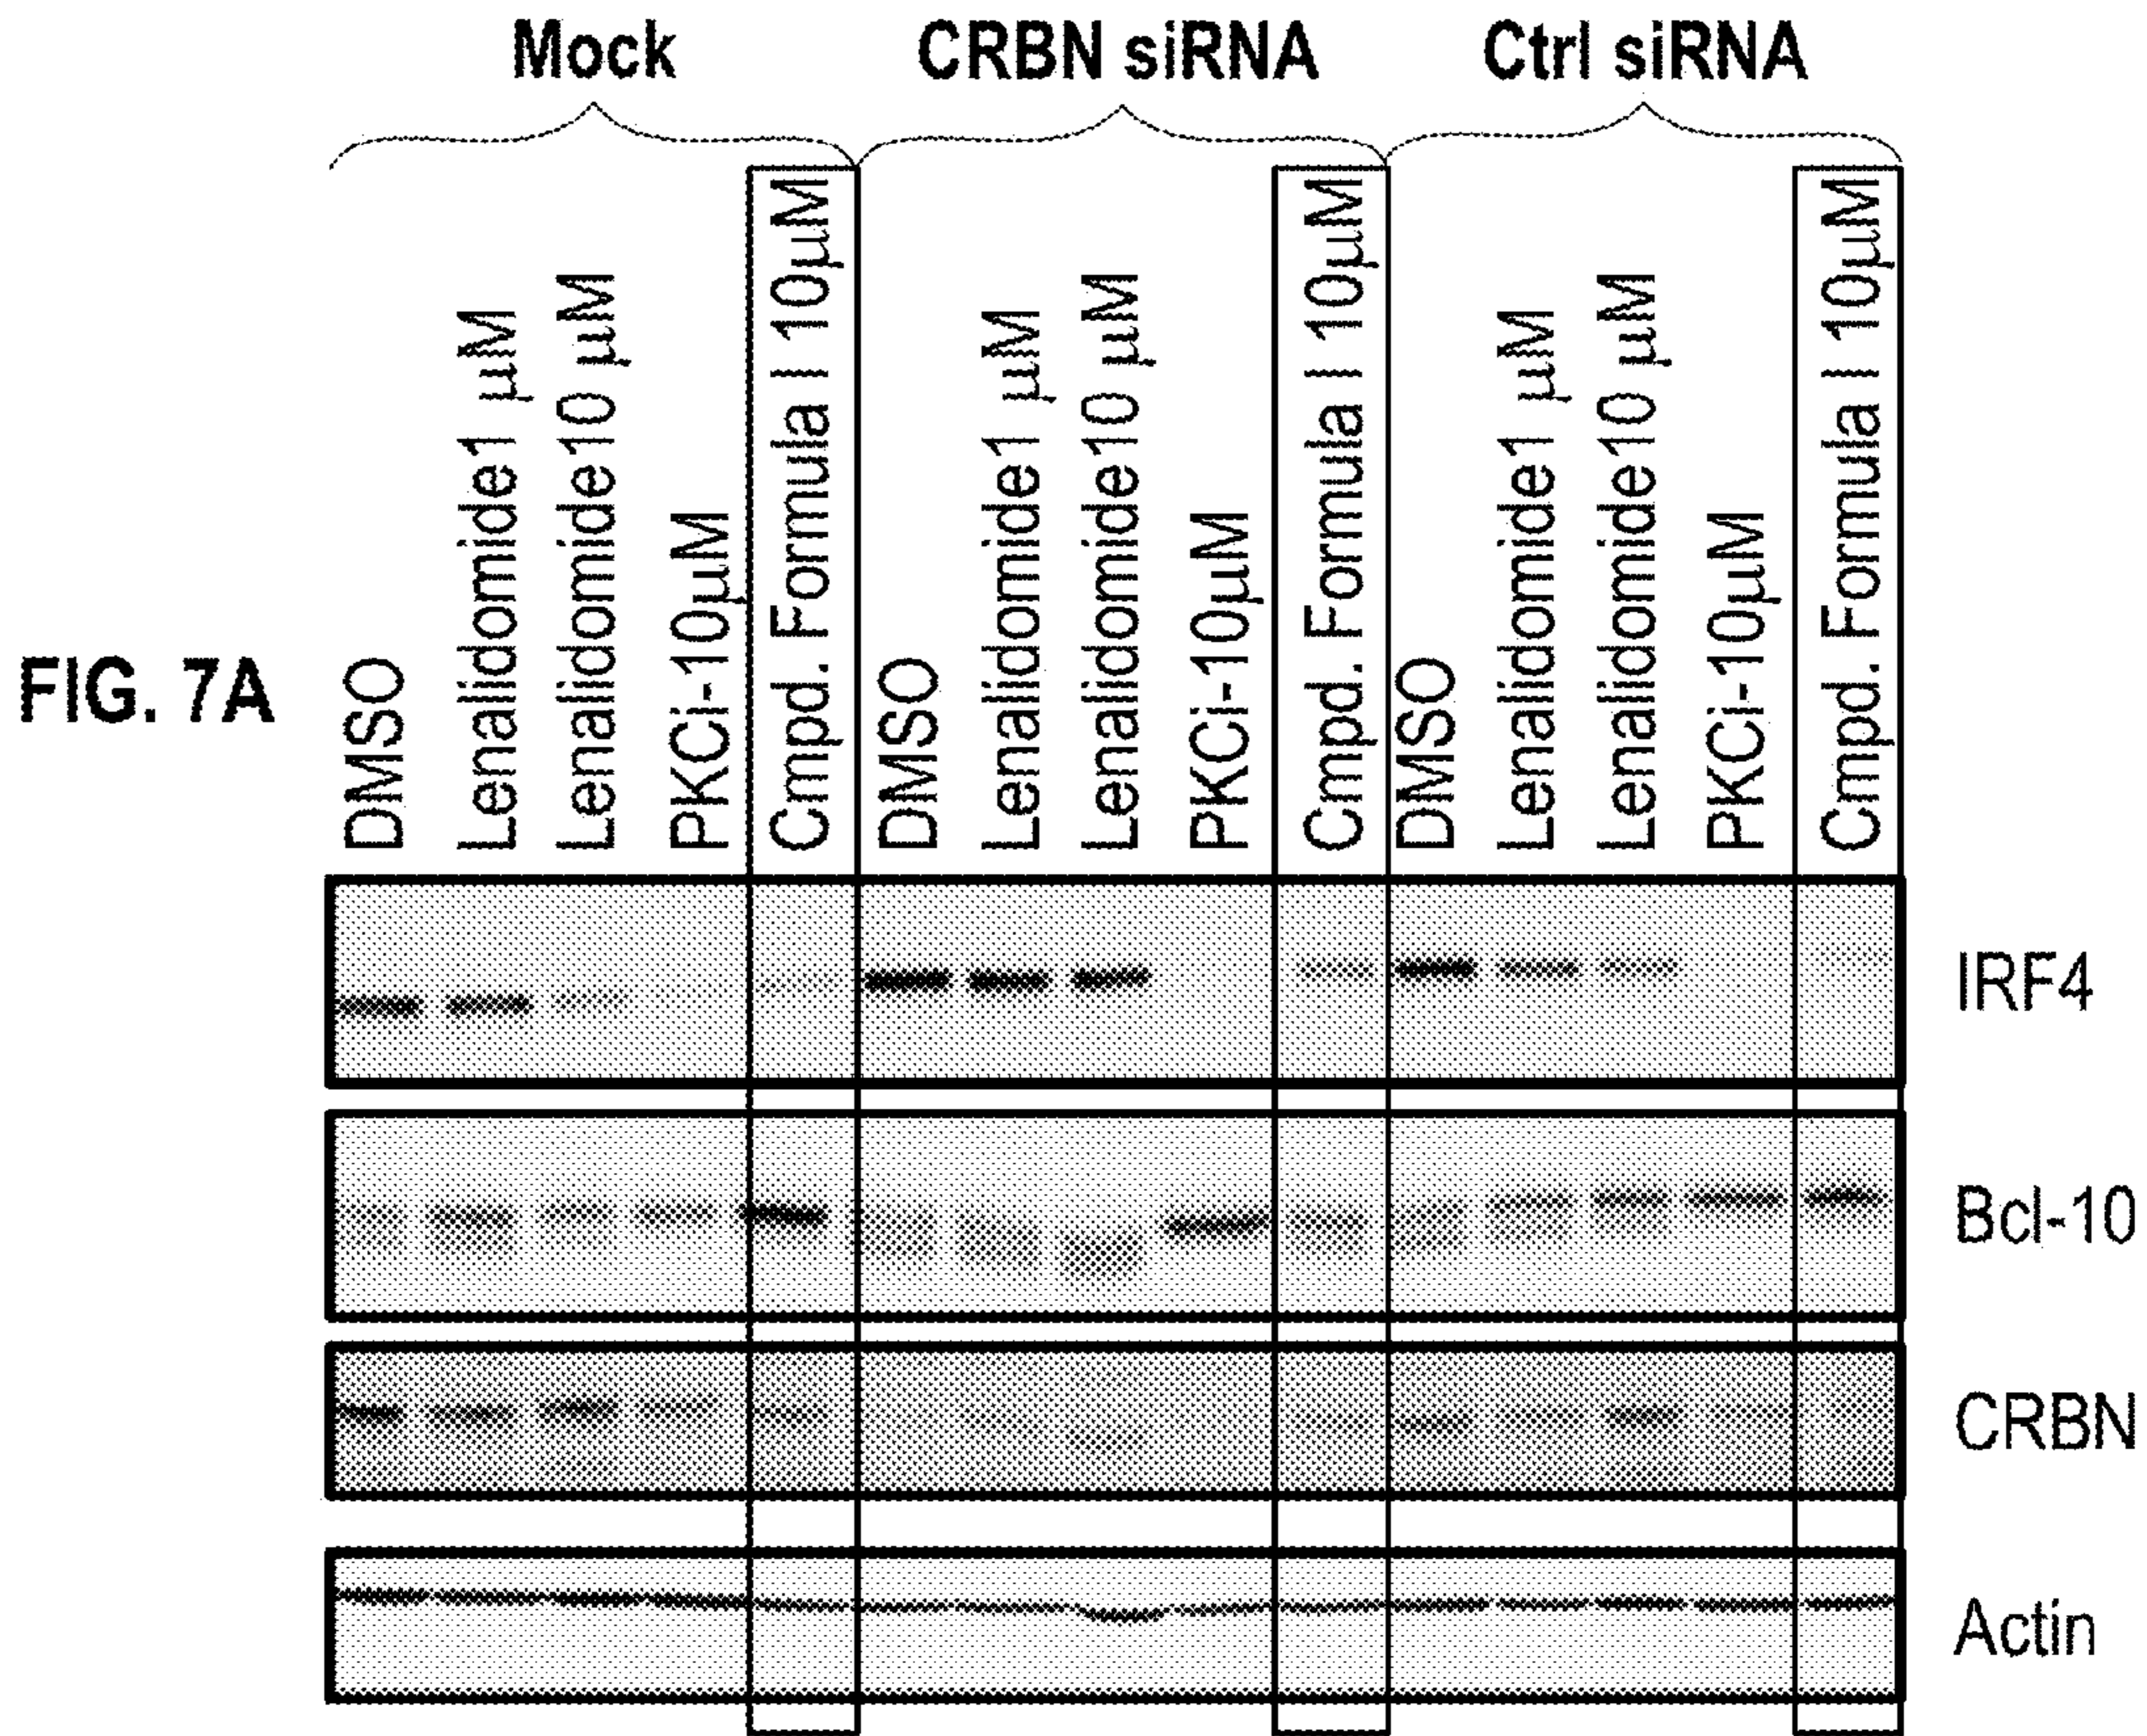 Mock
CRBN siRNA
Ctrl siRNA
FIG. 7A
DMSO
Lenalidomide1 µM
Lenalidomide10 µM
PKCi-10µM
Cmpd. Formula I 10µM
DMSO
Lenalidomide1 µM
Lenalidomide10 µM
PKCi-10µM
Cmpd. Formula I 10µM
DMSO
Lenalidomide1 µM
Lenalidomide10 µM
PKCi-10µM
Cmpd. Formula I 10µM
IRF4
Bcl-10
CRBN
Actin